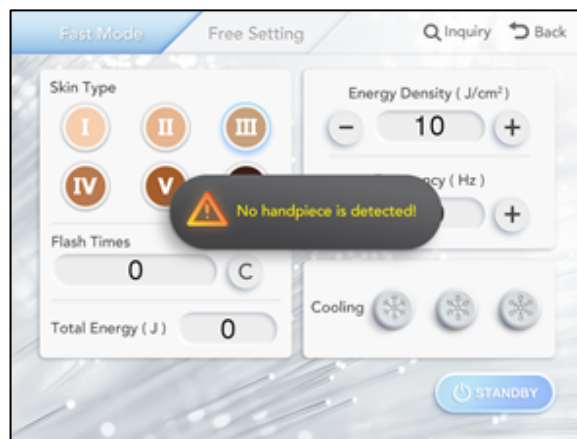 Fast Mode
Free Setting
Inquiry
Back
Skin Type
I II III
IV V
Energy Density ( J/cm²)
− 10 +
( Hz )
+
No handpiece is detected!
Flash Times
0 C
Total Energy ( J ) 0
Cooling
STANDBY